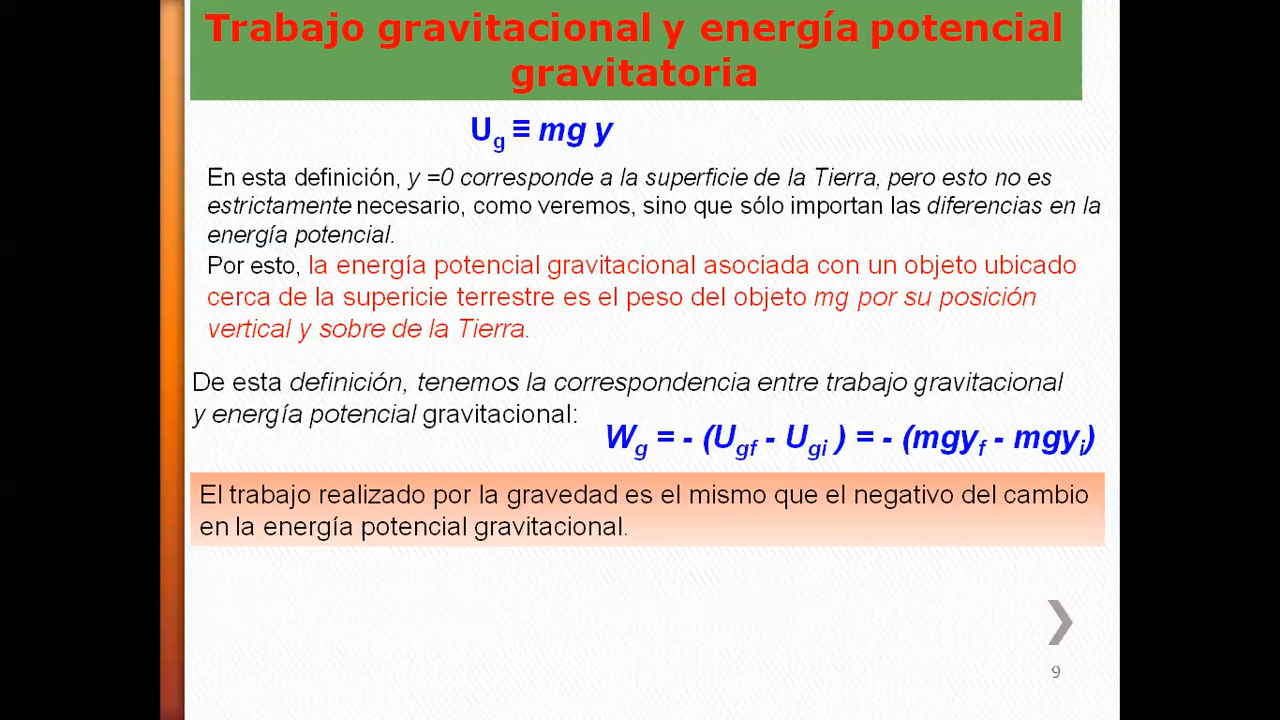 Trabajo gravitacional y energía potencial
gravitatoria
Ug ≡ mg y
En esta definición, y =0 corresponde a la superficie de la Tierra, pero esto no es
estrictamente necesario, como veremos, sino que sólo importan las diferencias en la
energía potencial.
Por esto, la energía potencial gravitacional asociada con un objeto ubicado
cerca de la supericie terrestre es el peso del objeto mg por su posición
vertical y sobre de la Tierra.
De esta definición, tenemos la correspondencia entre trabajo gravitacional
y energía potencial gravitacional:
Wg = - (Ugf - Ugi ) = - (mgyf - mgyi)
El trabajo realizado por la gravedad es el mismo que el negativo del cambio
en la energía potencial gravitacional.
9